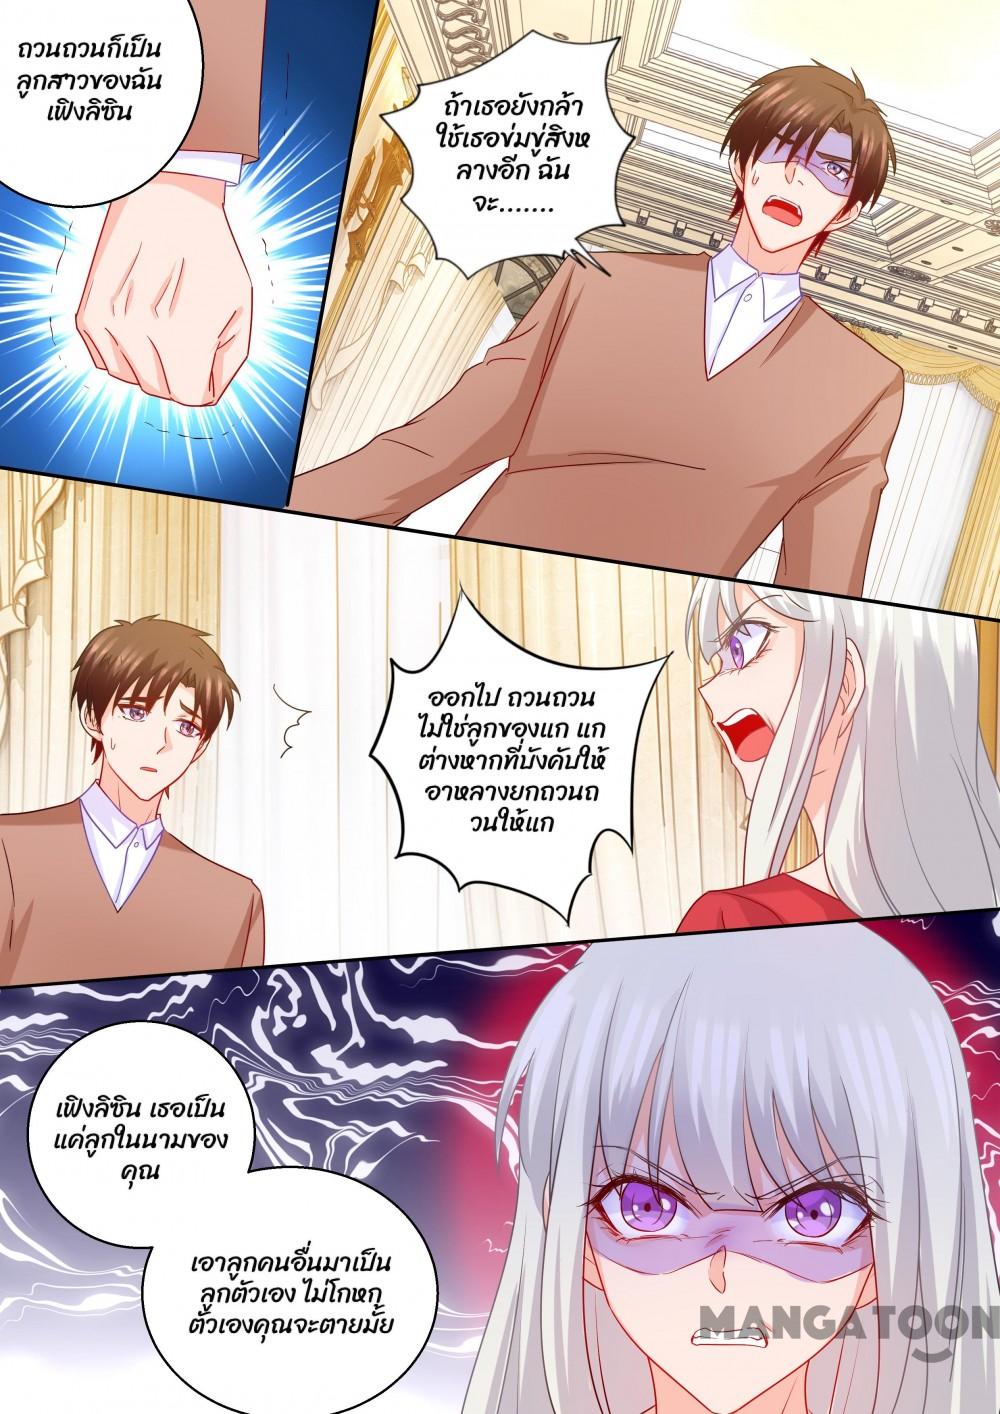 ถวนถวนก็เป็น
ลูกสาวของฉัน
เฟิงลิซิน
ถ้าเธอยังกล้า
ใช้เธอข่มขู่สิงห
ลางอีก ฉัน
จะ.......
ออกไป ถวนถวน
ไม่ใช่ลูกของแก แก
ต่างหากที่บังคับให้
อาหลางยกถวนถ
วนให้แก
เฟิงลิซิน เธอเป็น
แค่ลูกในนามของ
คุณ
เอาลูกคนอื่นมาเป็น
ลูกตัวเอง ไม่โกหก
ตัวเองคุณจะตายมั้ย
MANGATOON